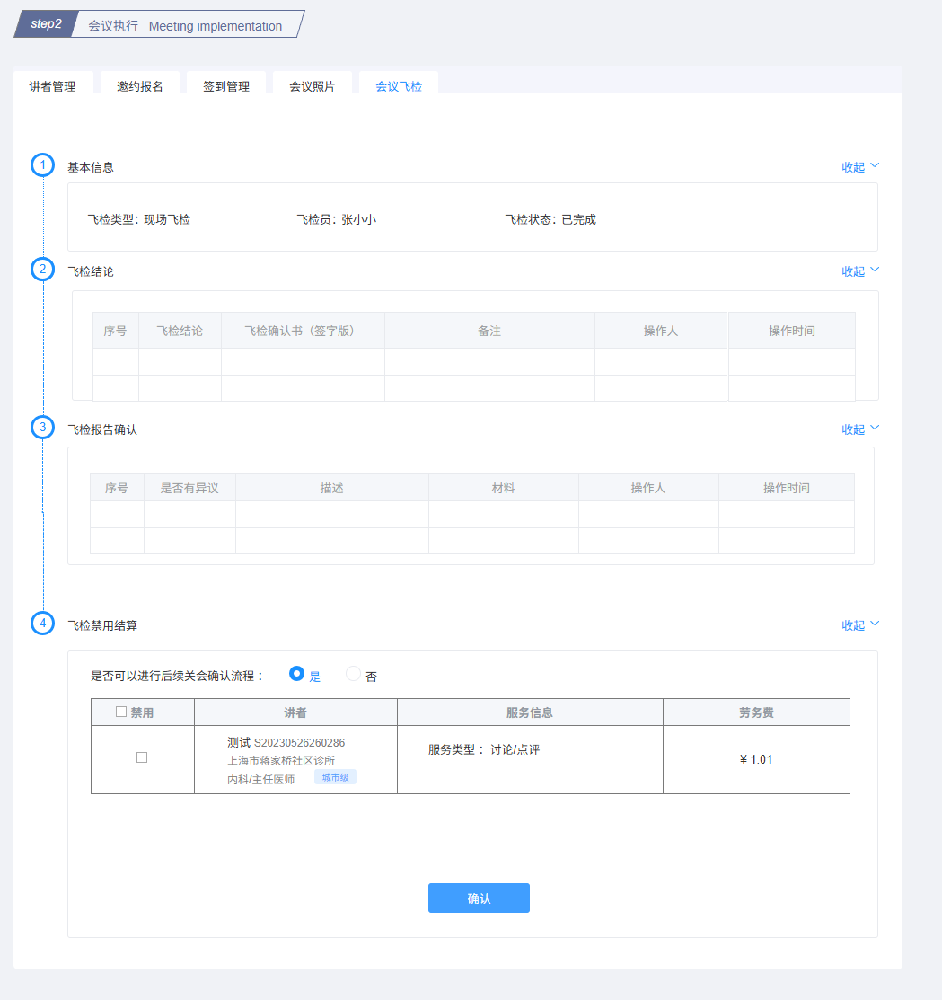 step2 会议执行 Meeting implementation
讲者管理 邀约报名 签到管理 会议照片 会议飞检
1 基本信息 收起
飞检类型：现场飞检 飞检员：张小小 飞检状态：已完成
2 飞检结论 收起
序号 飞检结论 飞检确认书（签字版） 备注 操作人 操作时间
3 飞检报告确认 收起
序号 是否有异议 描述 材料 操作人 操作时间
4 飞检禁用结算 收起
是否可以进行后续关会确认流程： 是 否
禁用 讲者 服务信息 劳务费
测试 S20230526260286
上海市蒋家桥社区诊所
内科/主任医师 城市级
服务类型： 讨论/点评
¥ 1.01
确认